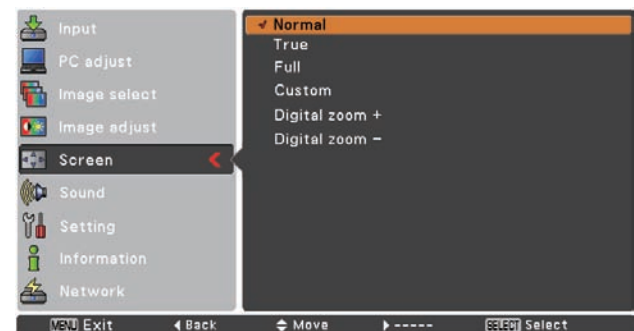 Input
PC adjust
Image select
Image adjust
Screen
Sound
Setting
Information
Network
Normal
True
Full
Custom
Digital zoom +
Digital zoom –
MENU Exit ◀ Back Move ▶ ----- SELECT Select